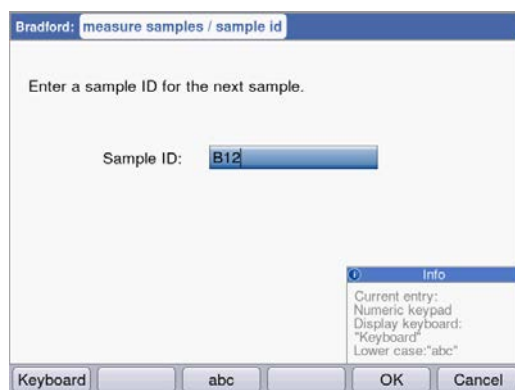 Bradford: measure samples / sample id
Enter a sample ID for the next sample.
Sample ID: B12
Info
Current entry:
Numeric keypad
Display keyboard:
"Keyboard"
Lower case:"abc"
Keyboard abc OK Cancel